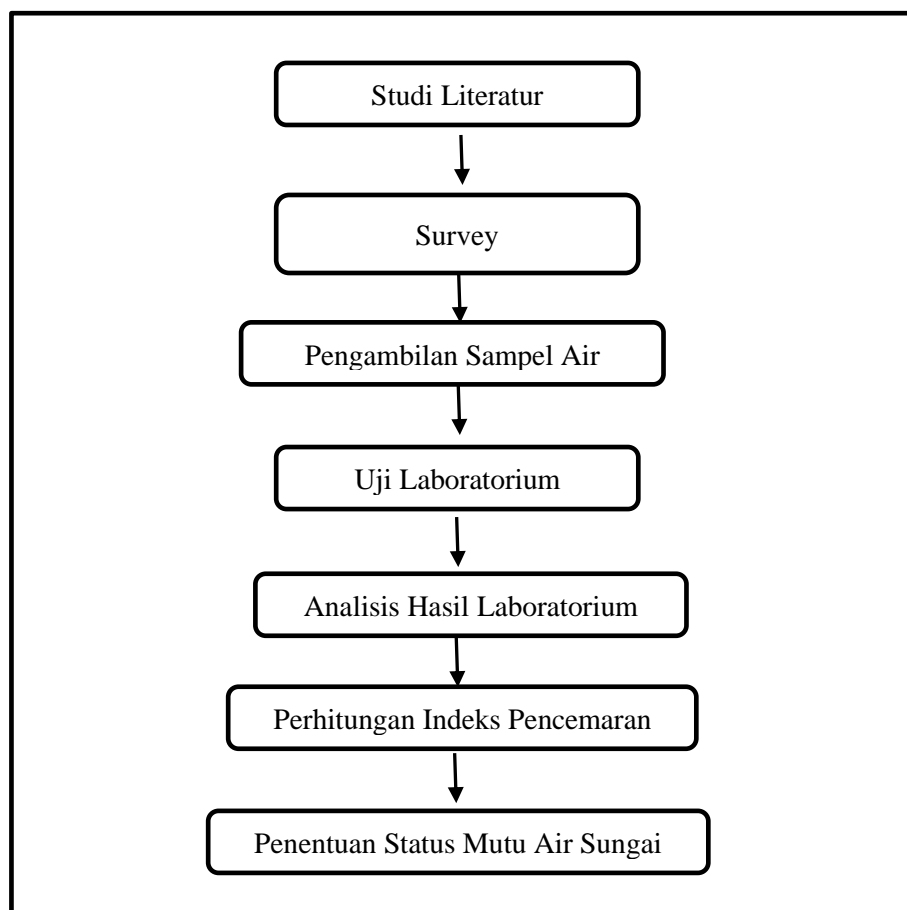 Studi Literatur
Survey
Pengambilan Sampel Air
Uji Laboratorium
Analisis Hasil Laboratorium
Perhitungan Indeks Pencemaran
Penentuan Status Mutu Air Sungai